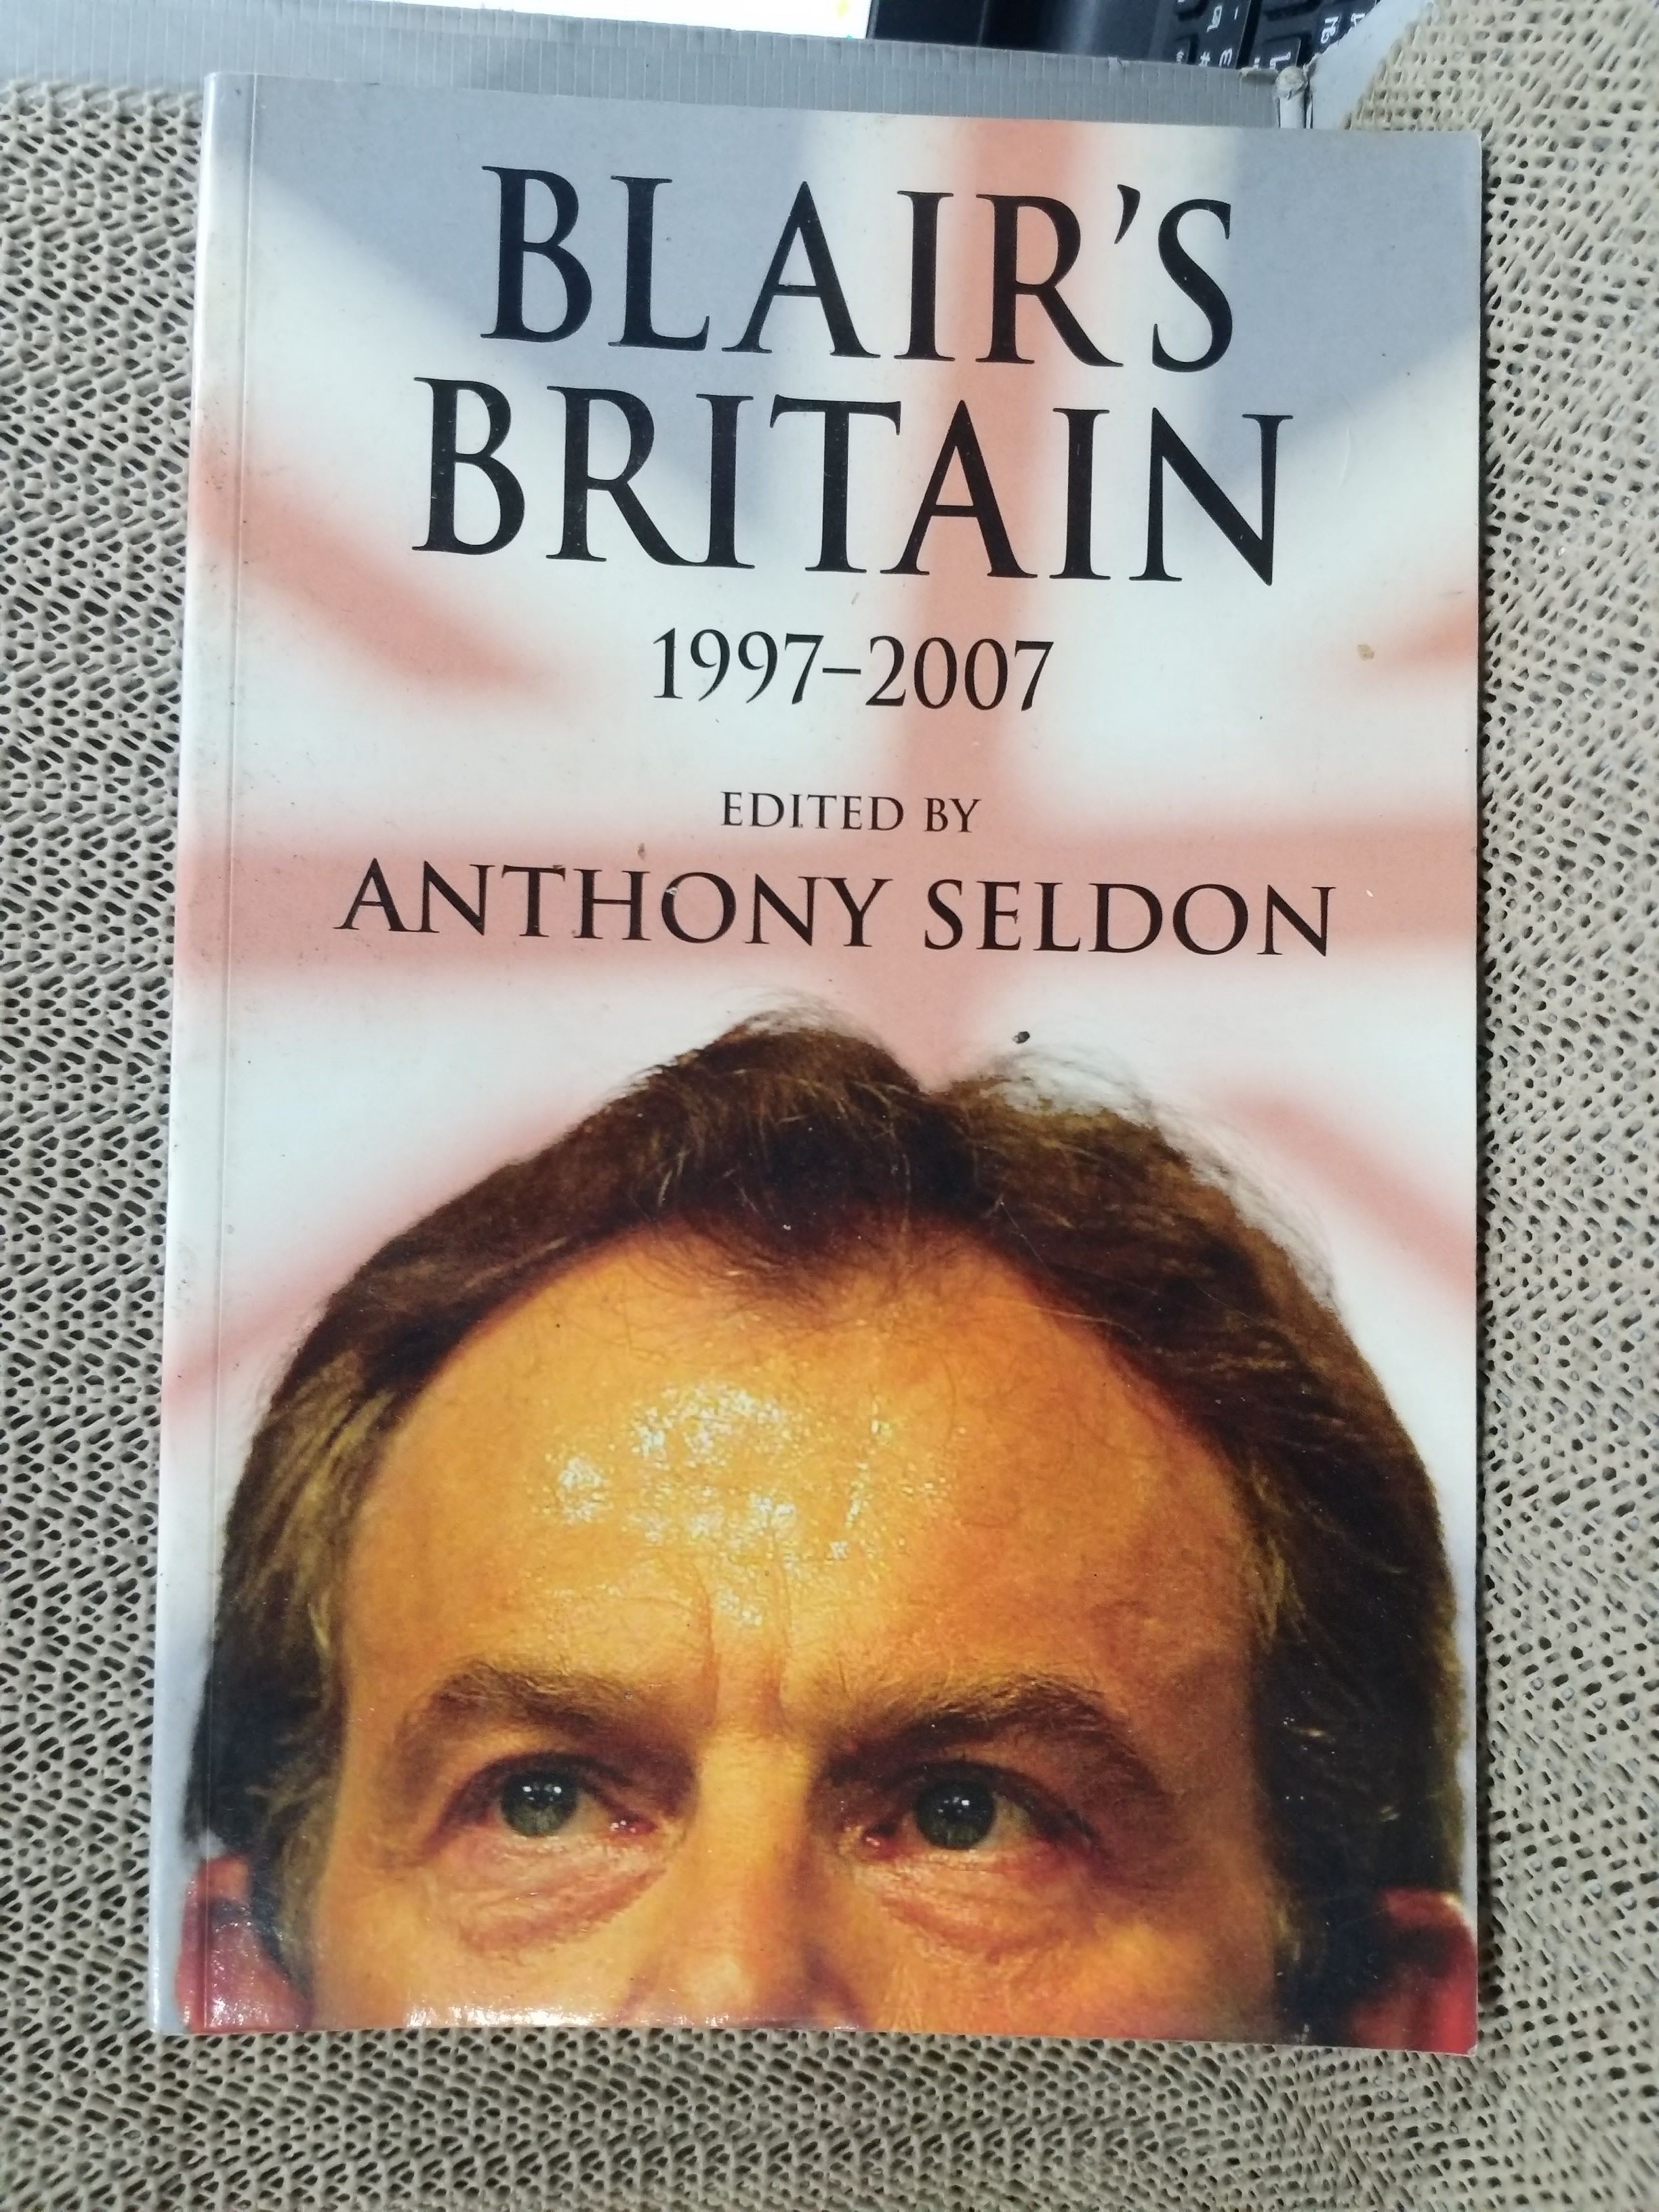 BLAIR'S
BRITAIN
1997–2007
EDITED BY
ANTHONY SELDON